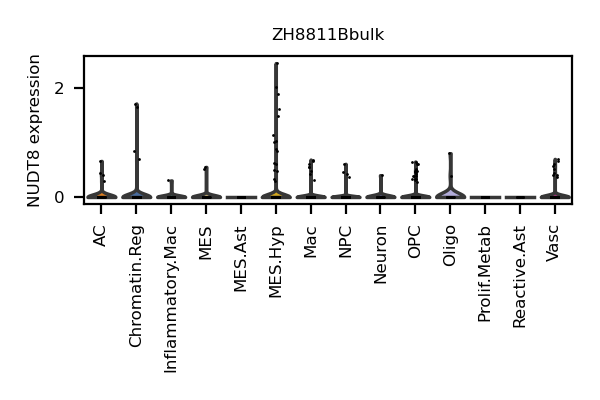 ZH8811Bbulk
NUDT8 expression
2
0
AC
Chromatin.Reg
Inflammatory.Mac
MES
MES.Ast
MES.Hyp
Mac
NPC
Neuron
OPC
Oligo
Prolif.Metab
Reactive.Ast
Vasc